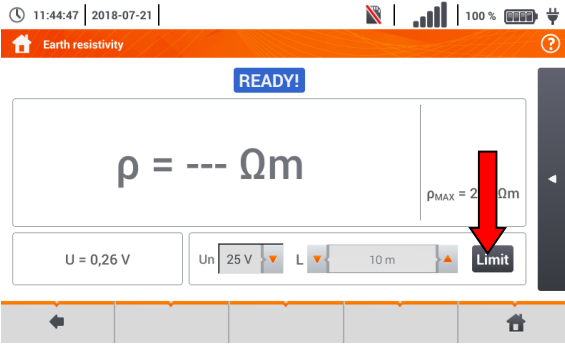 11:44:47 2018-07-21 100 %
Earth resistivity ?
READY!
ρ = --- Ωm
ρMAX = 2 Ωm
U = 0,26 V Un 25 V L 10 m Limit